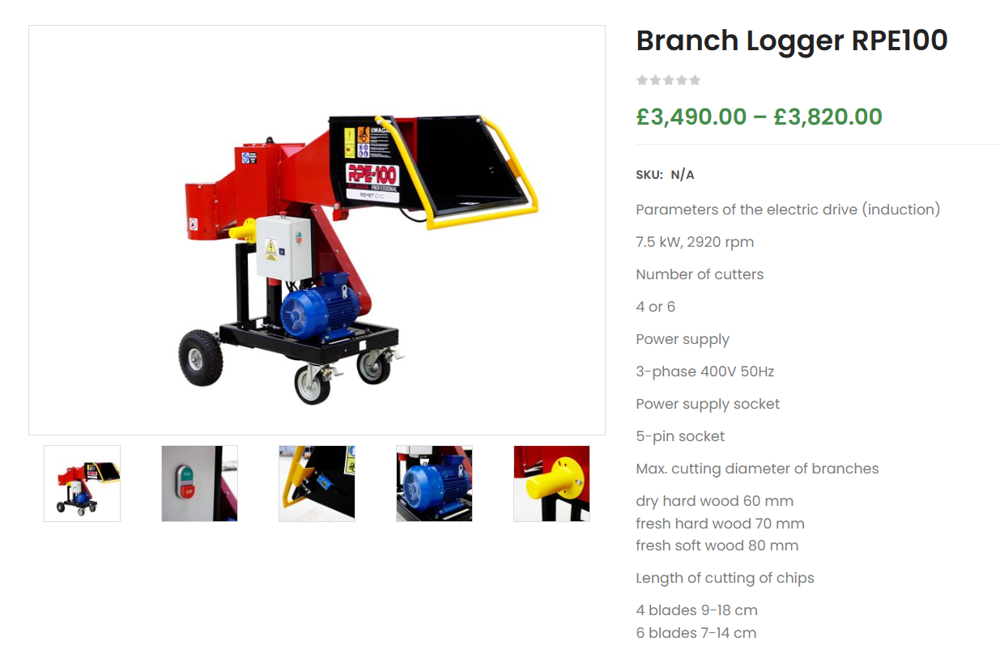 Branch Logger RPE100
£3,490.00 – £3,820.00
SKU: N/A
Parameters of the electric drive (induction)
7.5 kW, 2920 rpm
Number of cutters
4 or 6
Power supply
3-phase 400V 50Hz
Power supply socket
5-pin socket
Max. cutting diameter of branches
dry hard wood 60 mm
fresh hard wood 70 mm
fresh soft wood 80 mm
Length of cutting of chips
4 blades 9-18 cm
6 blades 7-14 cm
UWAGA
RPE-100
PROFESSIONAL
REMET CNC
STOP